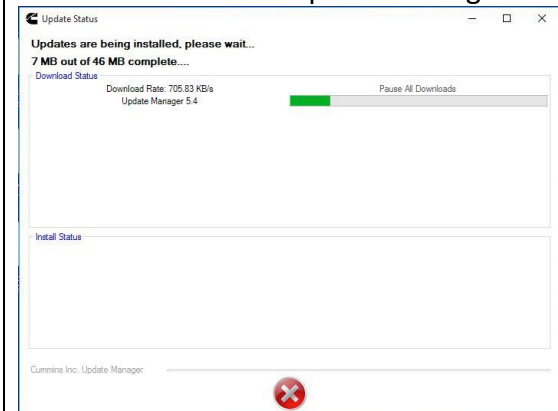 Update Status
Updates are being installed, please wait...
7 MB out of 46 MB complete....
Download Status
Download Rate: 705.83 KB/s
Pause All Downloads
Update Manager 5.4
Install Status
Cummins Inc. Update Manager